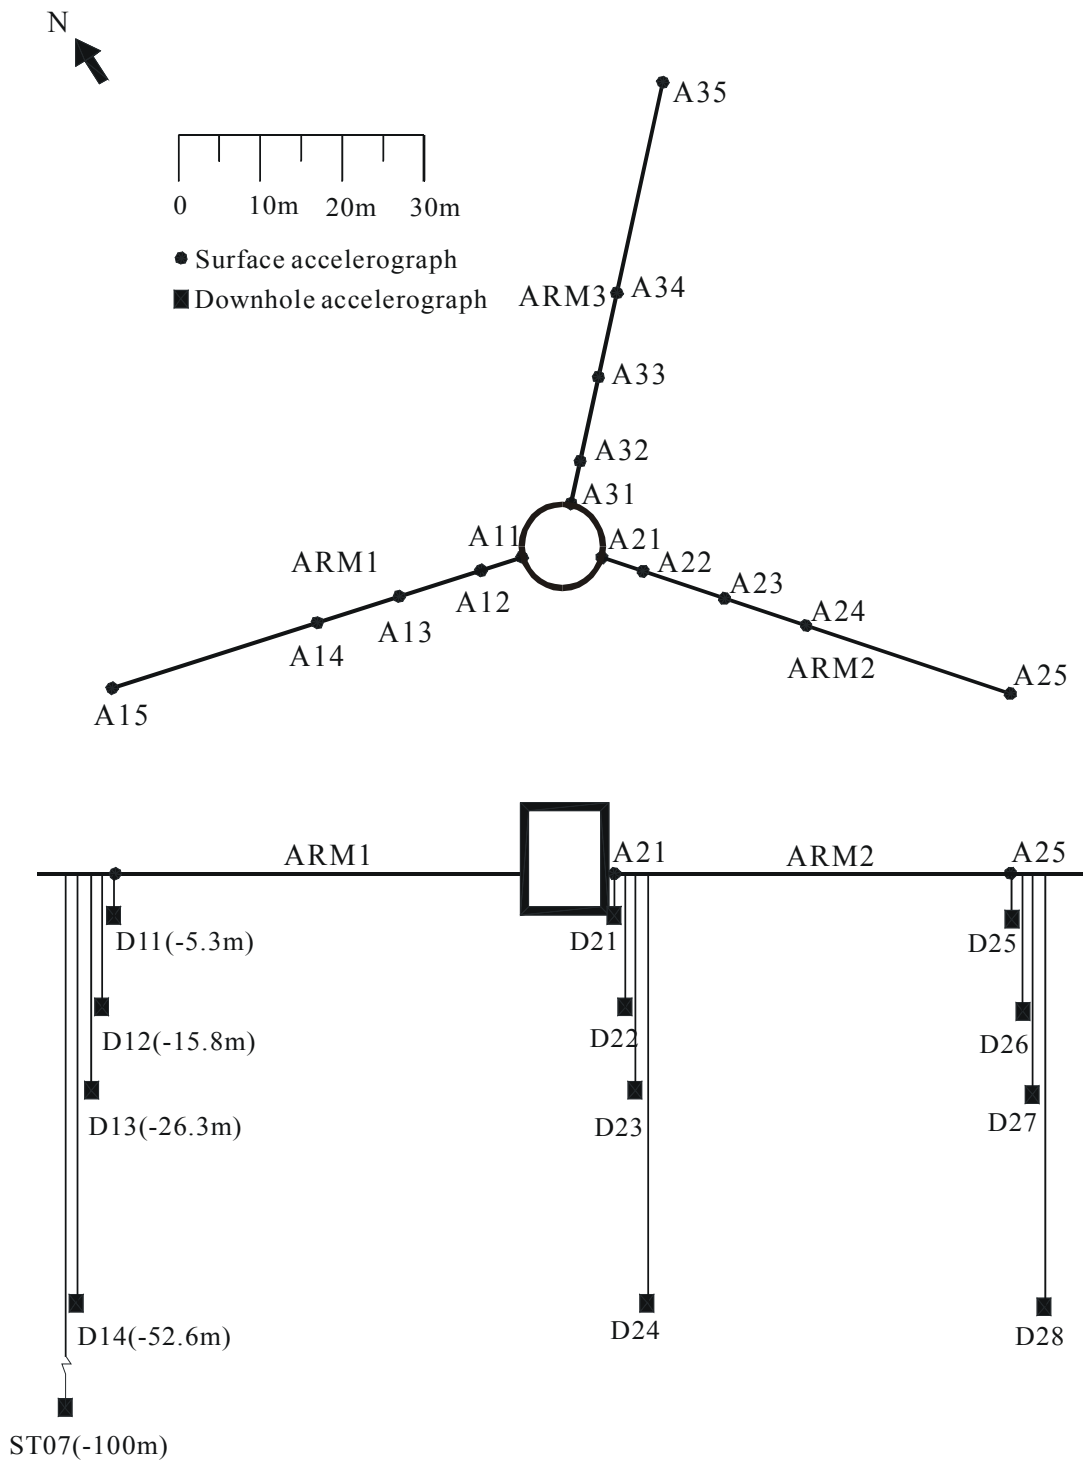 N
A35
0 10m 20m 30m
Surface accelerograph
Downhole accelerograph
ARM3 A34
A33
A32
A31
A11 A21
ARM1 A22
A12 A23
A13 A24
A14 ARM2
A15 A25
ARM1 A21 ARM2 A25
D11(-5.3m) D21 D25
D12(-15.8m) D22 D26
D13(-26.3m) D23 D27
D14(-52.6m) D24 D28
ST07(-100m)